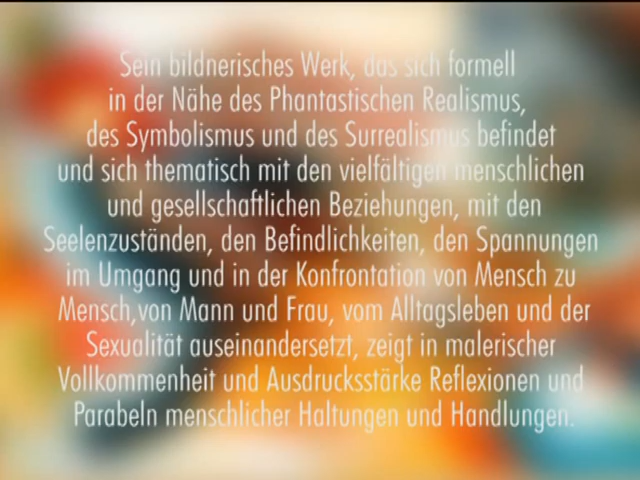 Sein bildnerisches Werk, das sich formell
in der Nähe des Phantastischen Realismus,
des Symbolismus und des Surrealismus befindet
und sich thematisch mit den vielfältigen menschlichen
und gesellschaftlichen Beziehungen, mit den
Seelenzuständen, den Befindlichkeiten, den Spannungen
im Umgang und in der Konfrontation von Mensch zu
Mensch,von Mann und Frau, vom Alltagsleben und der
Sexualität auseinandersetzt, zeigt in malerischer
Vollkommenheit und Ausdrucksstärke Reflexionen und
Parabeln menschlicher Haltungen und Handlungen.